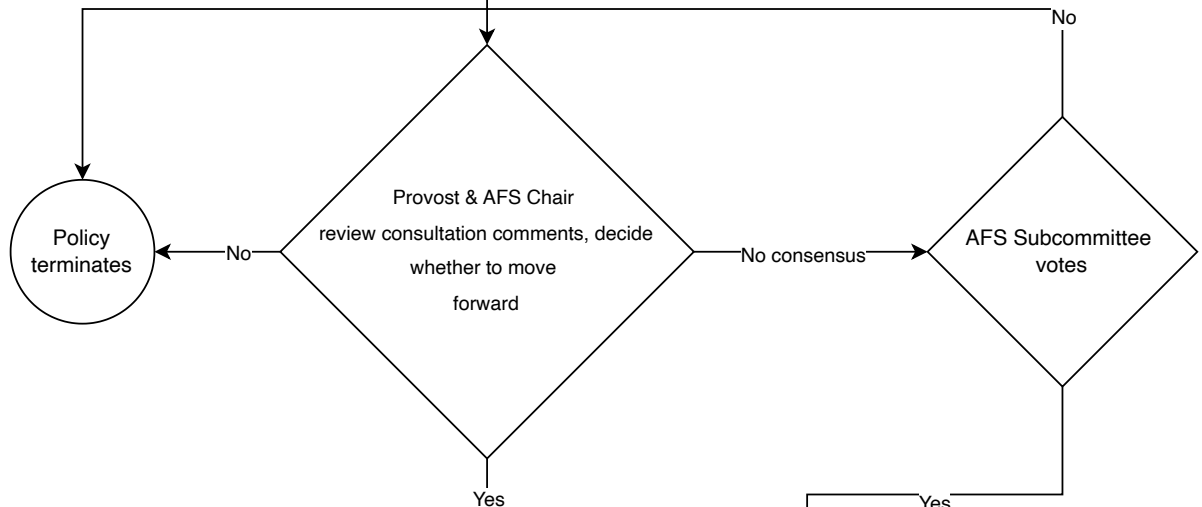 No
Provost & AFS Chair
review consultation comments, decide
whether to move
forward
Policy
terminates
No
No consensus
AFS Subcommittee
votes
Yes
Yes